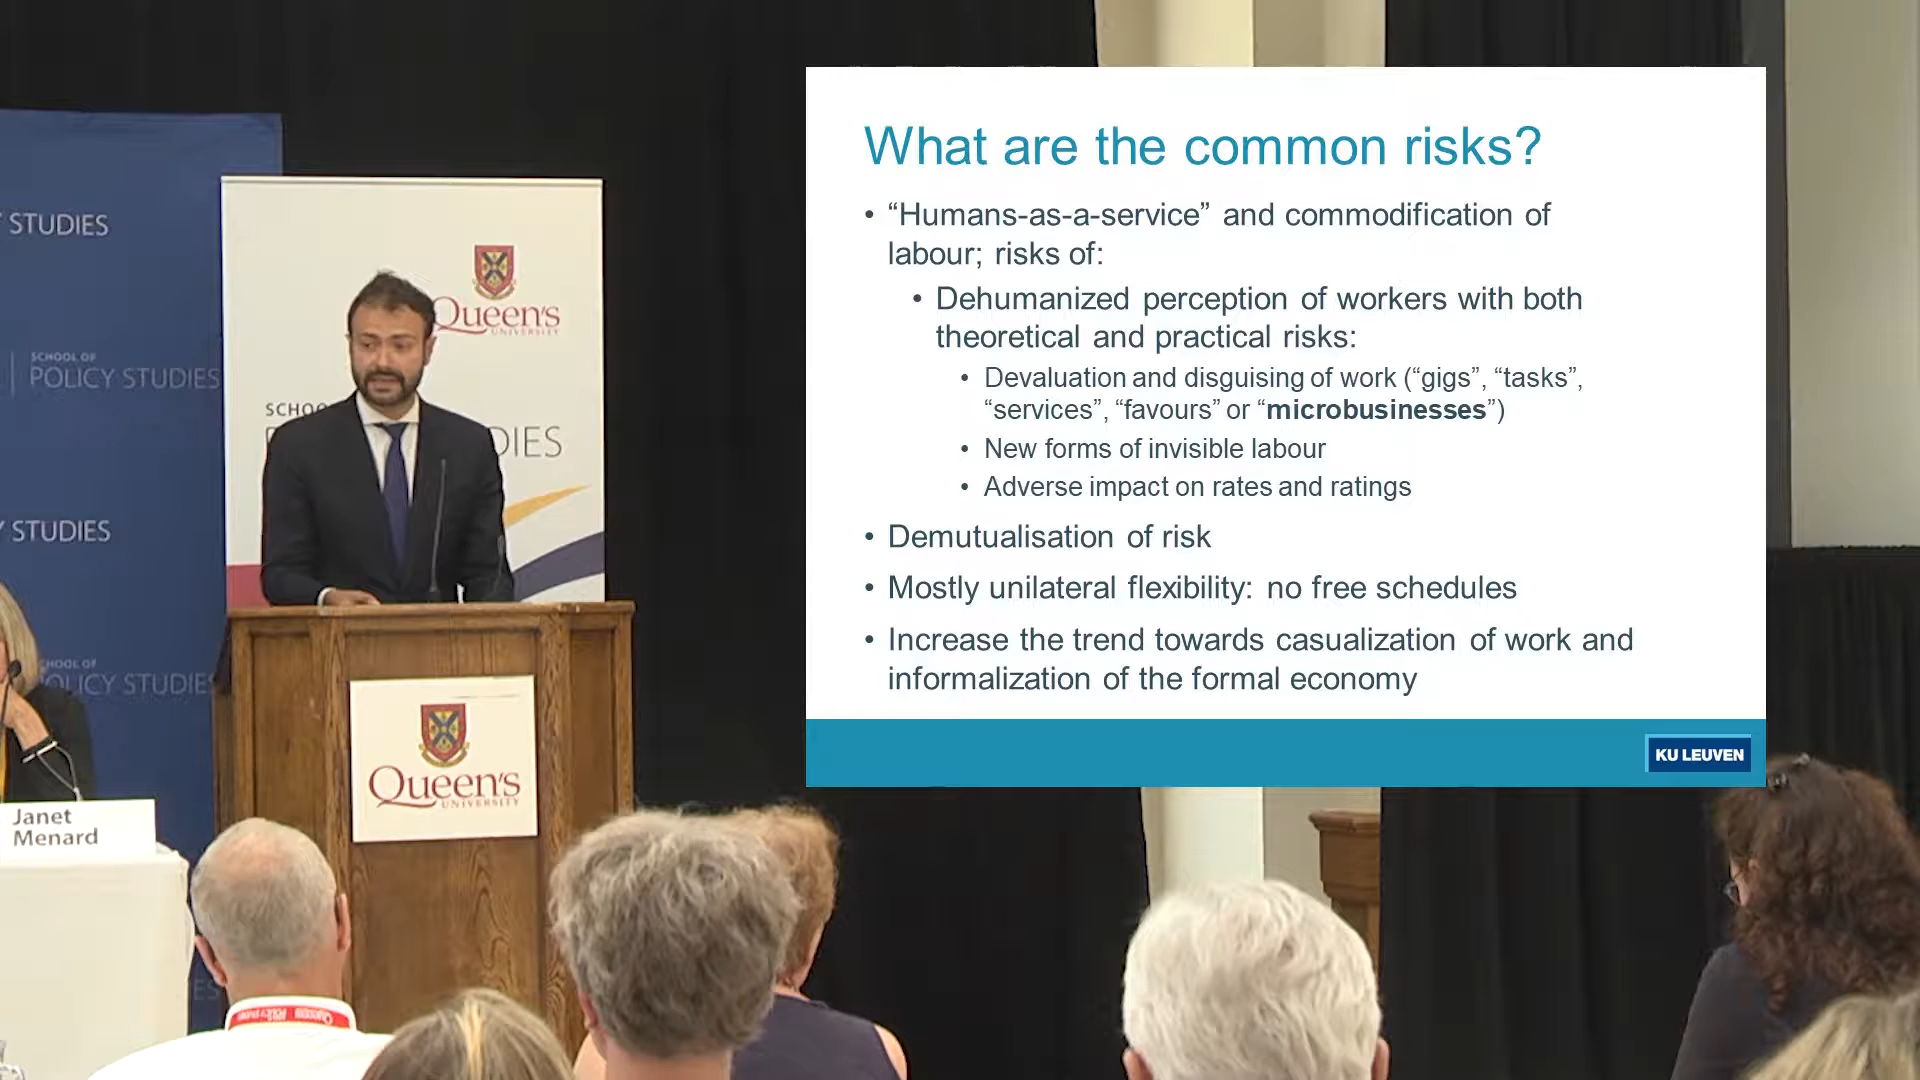 STUDIES
SCHOOL OF
POLICY STUDIES
STUDIES
SCHOOL OF
POLICY STUDIES
Janet
Menard
Queen's
UNIVERSITY
SCHOO
DIES
Queen's
UNIVERSITY
What are the common risks?
• “Humans-as-a-service” and commodification of
labour; risks of:
• Dehumanized perception of workers with both
theoretical and practical risks:
• Devaluation and disguising of work (“gigs”, “tasks”,
“services”, “favours” or “microbusinesses”)
• New forms of invisible labour
• Adverse impact on rates and ratings
• Demutualisation of risk
• Mostly unilateral flexibility: no free schedules
• Increase the trend towards casualization of work and
informalization of the formal economy
KU LEUVEN